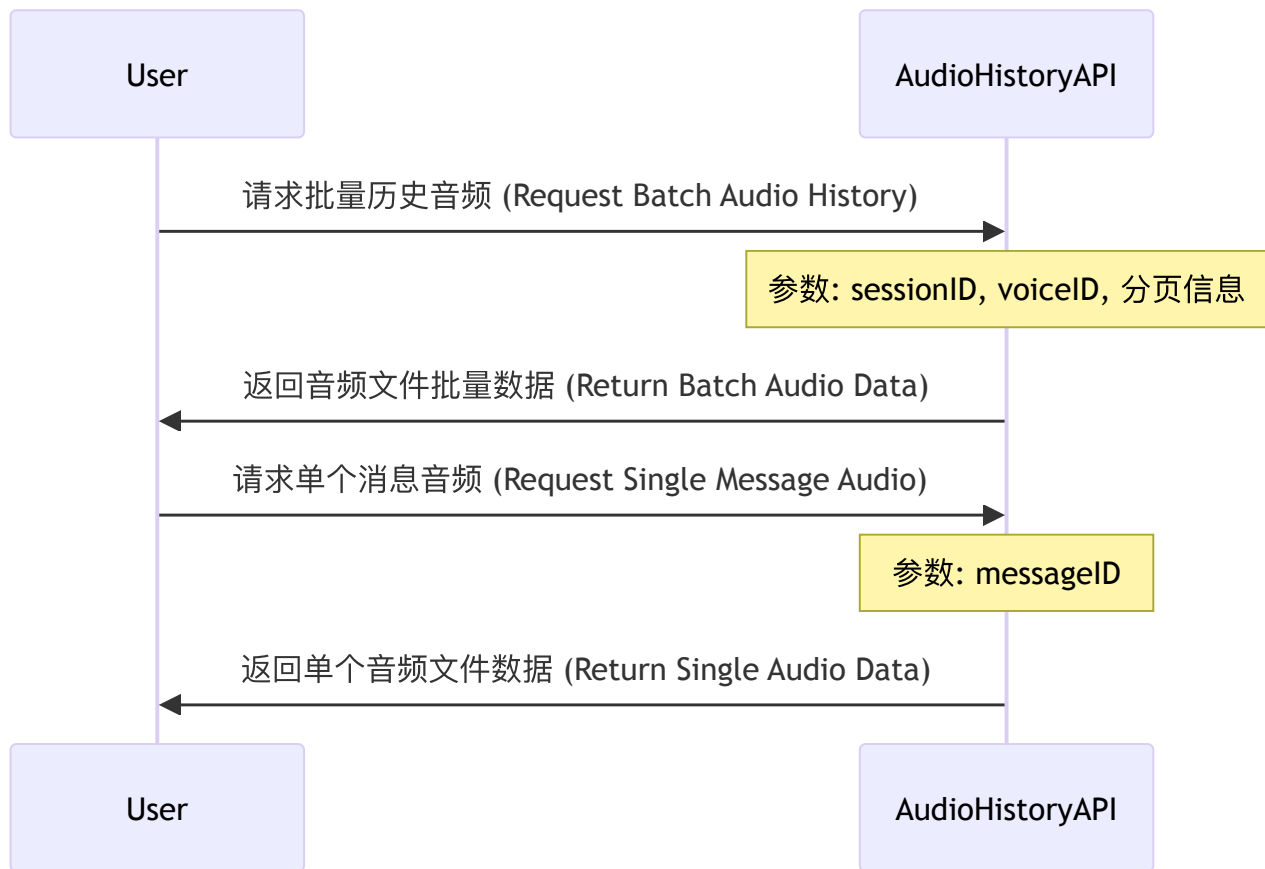 User
AudioHistoryAPI
请求批量历史音频 (Request Batch Audio History)
参数: sessionID, voiceID, 分页信息
返回音频文件批量数据 (Return Batch Audio Data)
请求单个消息音频 (Request Single Message Audio)
参数: messageID
返回单个音频文件数据 (Return Single Audio Data)
User
AudioHistoryAPI